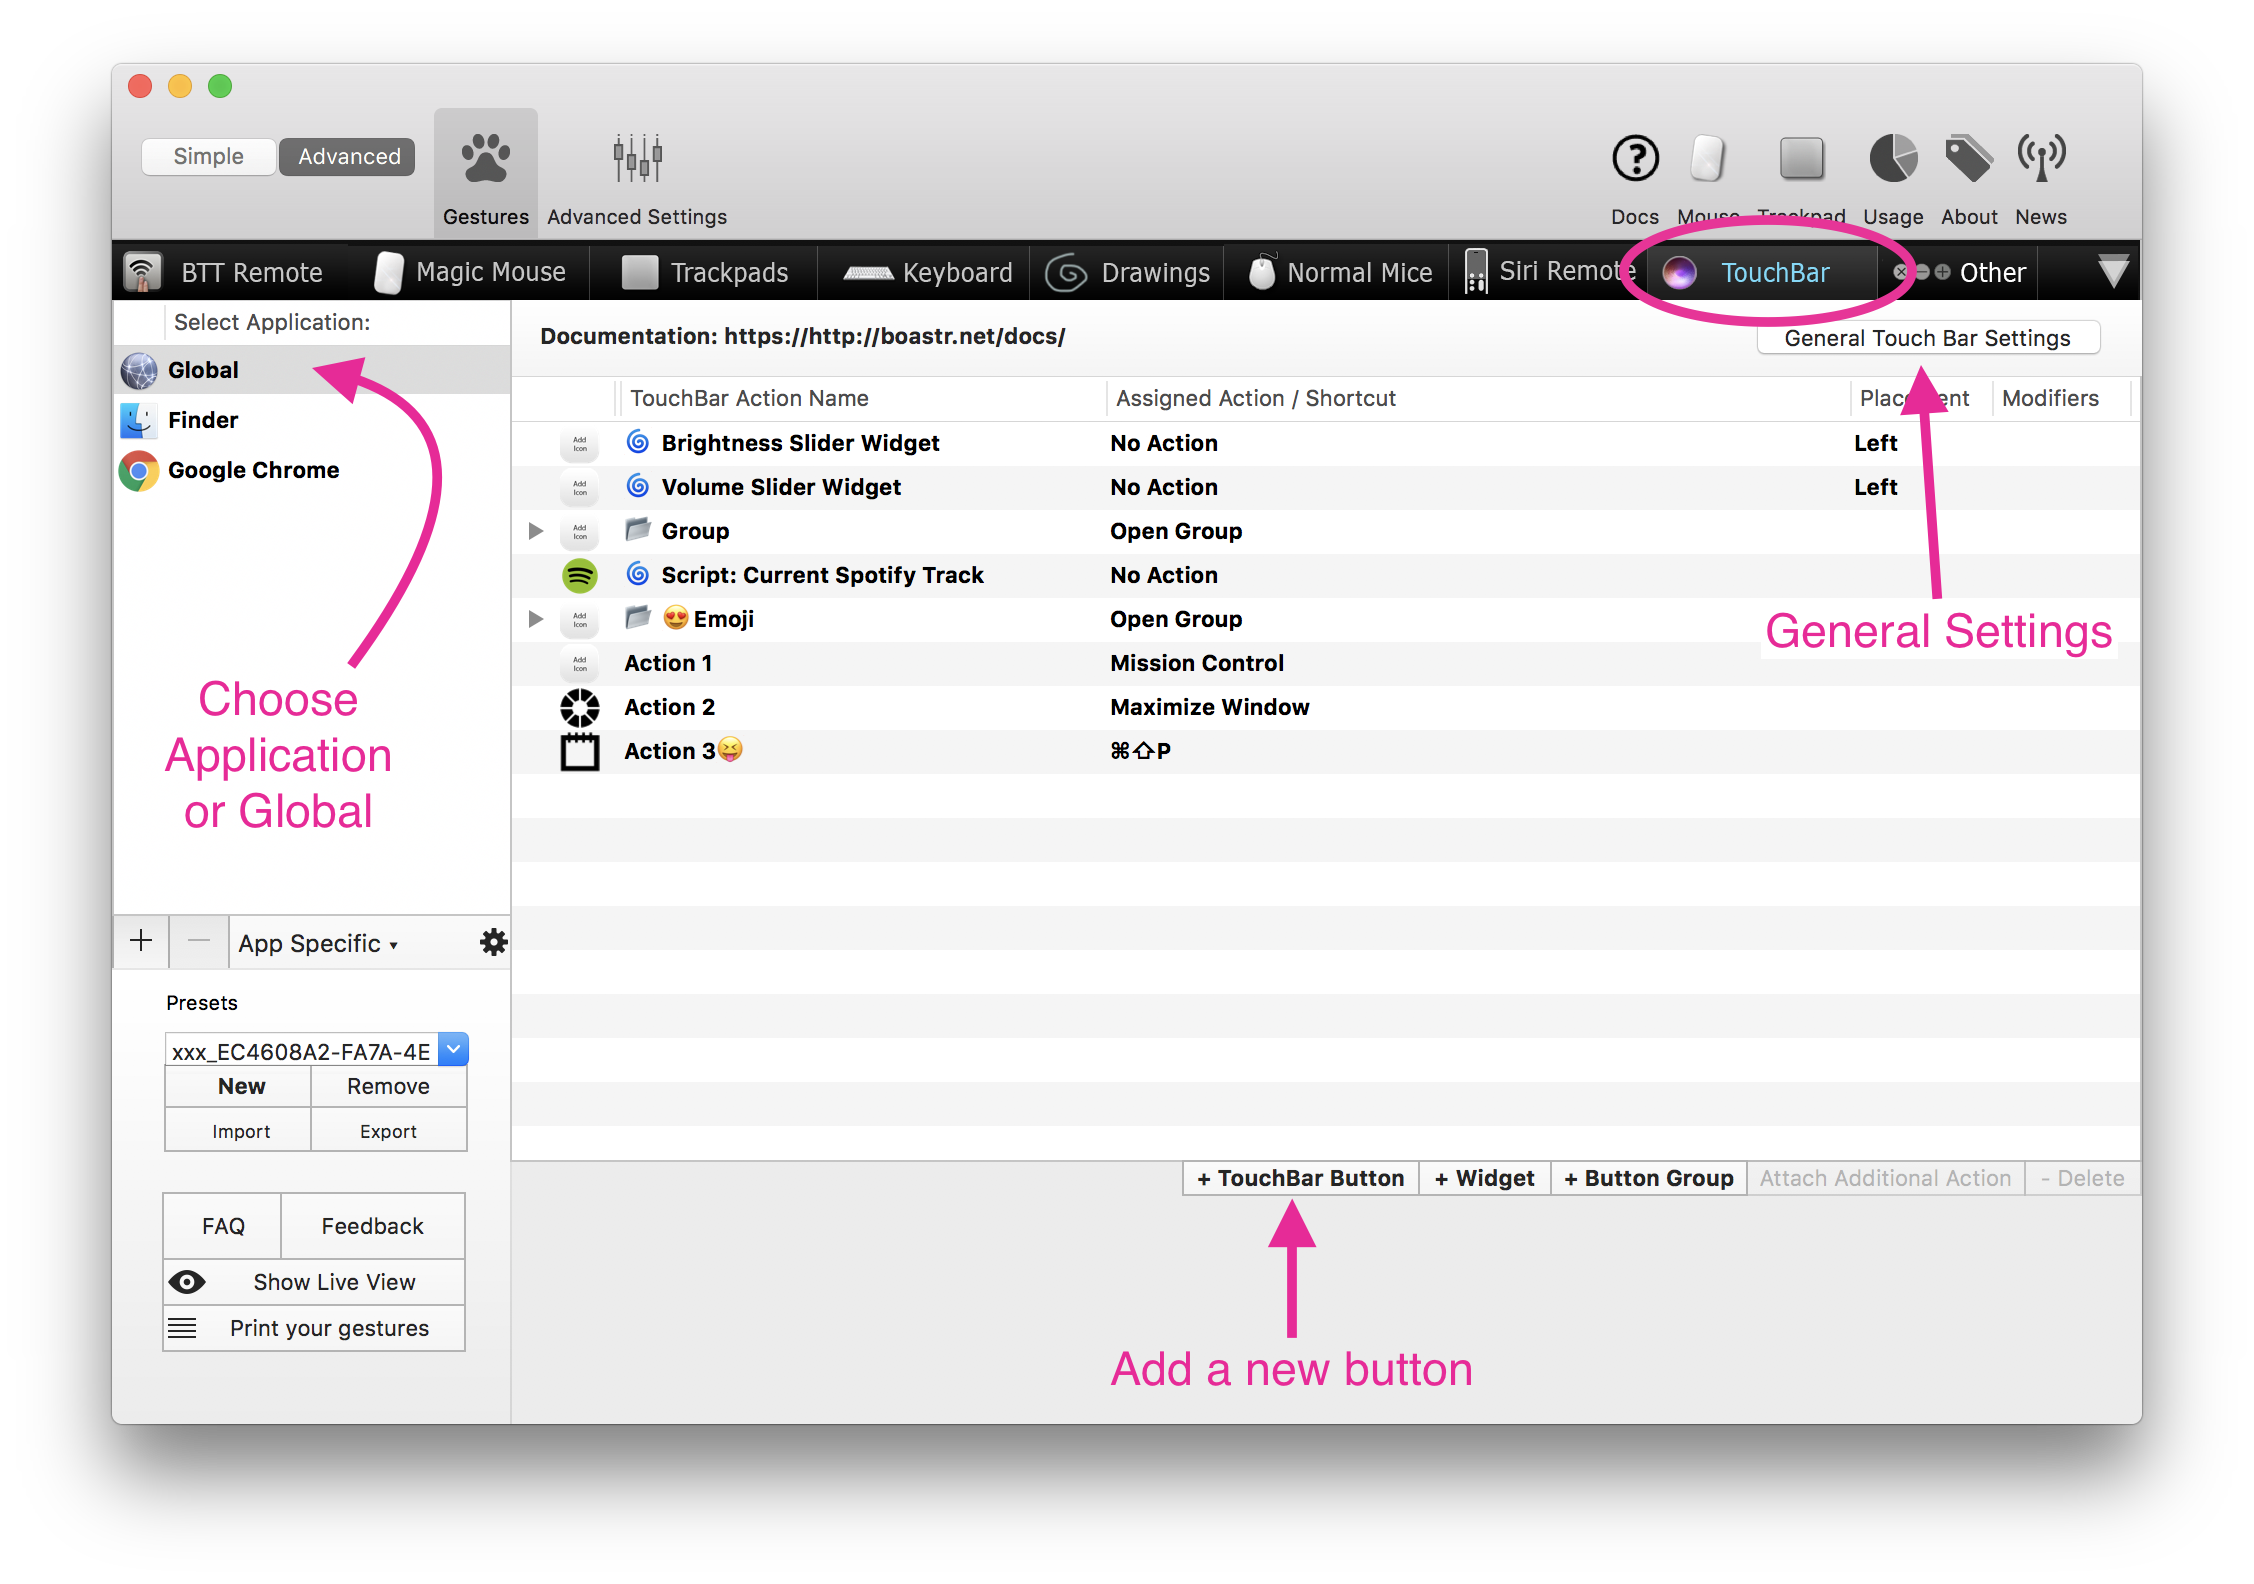 Simple
Advanced
Gestures
Advanced Settings
Docs
Mouse
Trackpad
Usage
About
News
BTT Remote
Magic Mouse
Trackpads
Keyboard
Drawings
Normal Mice
Siri Remote
TouchBar
Other
Select Application:
Global
Finder
Google Chrome
Choose
Application
or Global
App Specific
Presets
xxx_EC4608A2-FA7A-4E
New
Remove
Import
Export
FAQ
Feedback
Show Live View
Print your gestures
Documentation: https://http://boastr.net/docs/
General Touch Bar Settings
TouchBar Action Name
Assigned Action / Shortcut
Placement
Modifiers
Add
Icon
Brightness Slider Widget
No Action
Left
Add
Icon
Volume Slider Widget
No Action
Left
Add
Icon
Group
Open Group
Script: Current Spotify Track
No Action
Add
Icon
😍Emoji
Open Group
Add
Icon
Action 1
Mission Control
Action 2
Maximize Window
Action 3😝
⌘⇧P
General Settings
+ TouchBar Button
+ Widget
+ Button Group
Attach Additional Action
- Delete
Add a new button